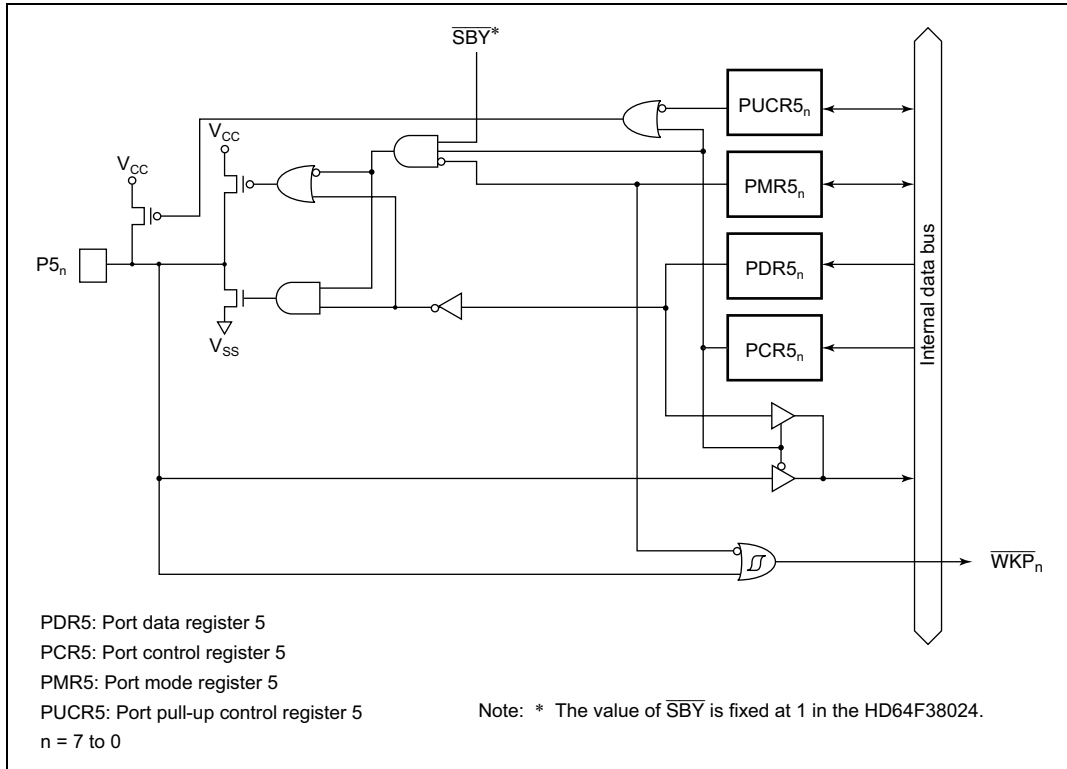 SBY*
PUCR5n
VCC
VCC
PMR5n
P5n
PDR5n
VSS
PCR5n
Internal data bus
WKPn
PDR5: Port data register 5
PCR5: Port control register 5
PMR5: Port mode register 5
PUCR5: Port pull-up control register 5
n = 7 to 0
Note: * The value of SBY is fixed at 1 in the HD64F38024.